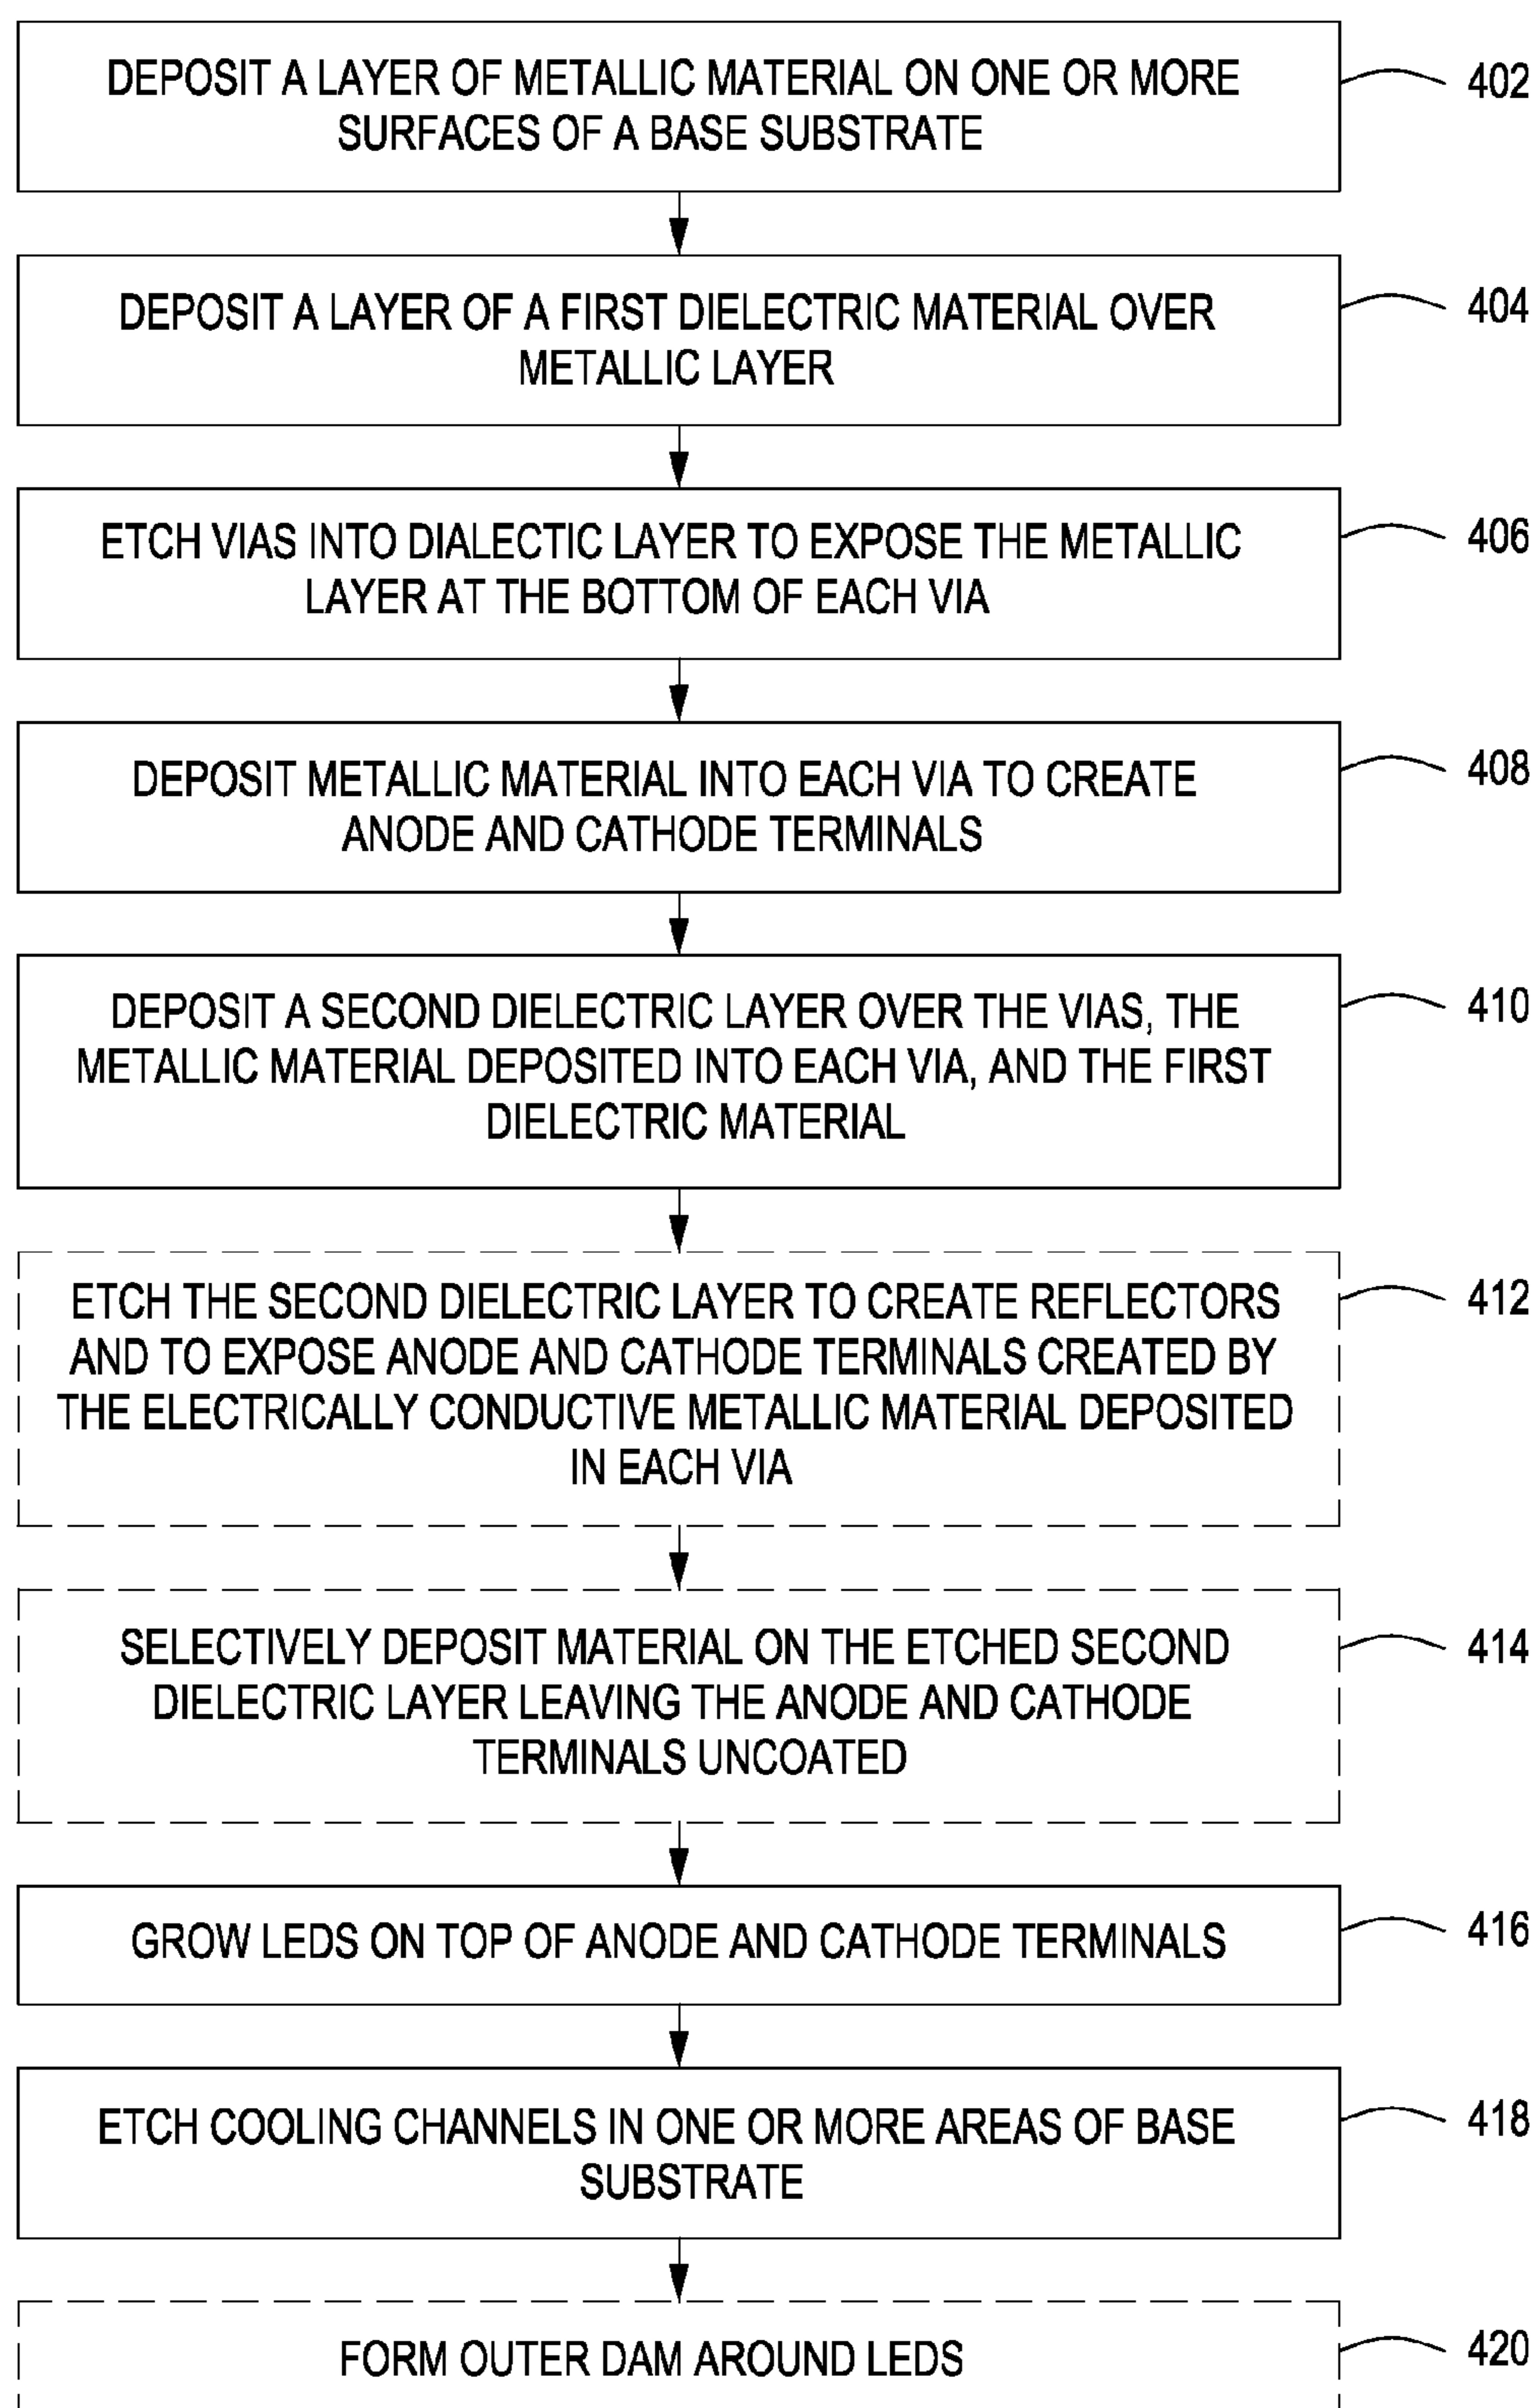 DEPOSIT A LAYER OF METALLIC MATERIAL ON ONE OR MORE
SURFACES OF A BASE SUBSTRATE
402
DEPOSIT A LAYER OF A FIRST DIELECTRIC MATERIAL OVER
METALLIC LAYER
404
ETCH VIAS INTO DIALECTIC LAYER TO EXPOSE THE METALLIC
LAYER AT THE BOTTOM OF EACH VIA
406
DEPOSIT METALLIC MATERIAL INTO EACH VIA TO CREATE
ANODE AND CATHODE TERMINALS
408
DEPOSIT A SECOND DIELECTRIC LAYER OVER THE VIAS, THE
METALLIC MATERIAL DEPOSITED INTO EACH VIA, AND THE FIRST
DIELECTRIC MATERIAL
410
ETCH THE SECOND DIELECTRIC LAYER TO CREATE REFLECTORS
AND TO EXPOSE ANODE AND CATHODE TERMINALS CREATED BY
THE ELECTRICALLY CONDUCTIVE METALLIC MATERIAL DEPOSITED
IN EACH VIA
412
SELECTIVELY DEPOSIT MATERIAL ON THE ETCHED SECOND
DIELECTRIC LAYER LEAVING THE ANODE AND CATHODE
TERMINALS UNCOATED
414
GROW LEDS ON TOP OF ANODE AND CATHODE TERMINALS
416
ETCH COOLING CHANNELS IN ONE OR MORE AREAS OF BASE
SUBSTRATE
418
FORM OUTER DAM AROUND LEDS
420